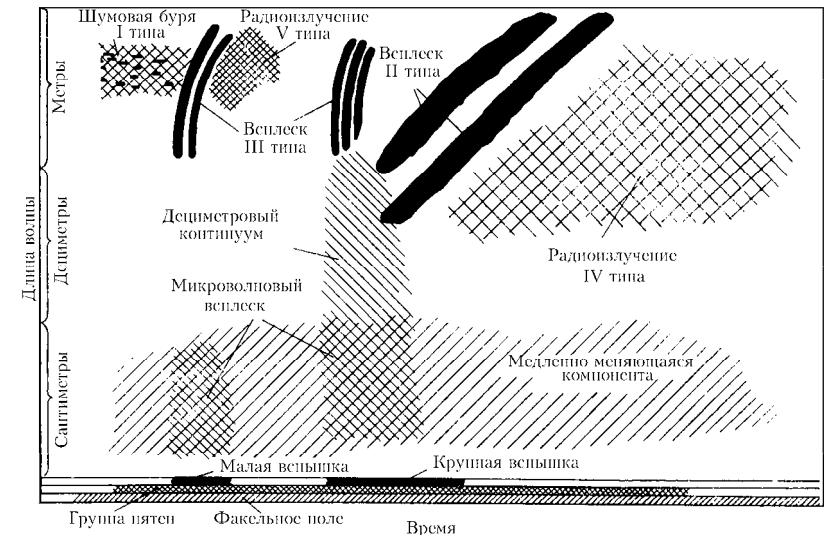 Шумовая буря
I типа
Радиоизлучение
V типа
Всплеск
II типа
Всплеск
III типа
Метры
Дециметровый
континуум
Радиоизлучение
IV типа
Микроволновый
всплеск
Длина волны
Дециметры
Медленно меняющаяся
компонента
Сантиметры
Малая вспышка
Крупная вспышка
Группа пятен
Факельное поле
Время